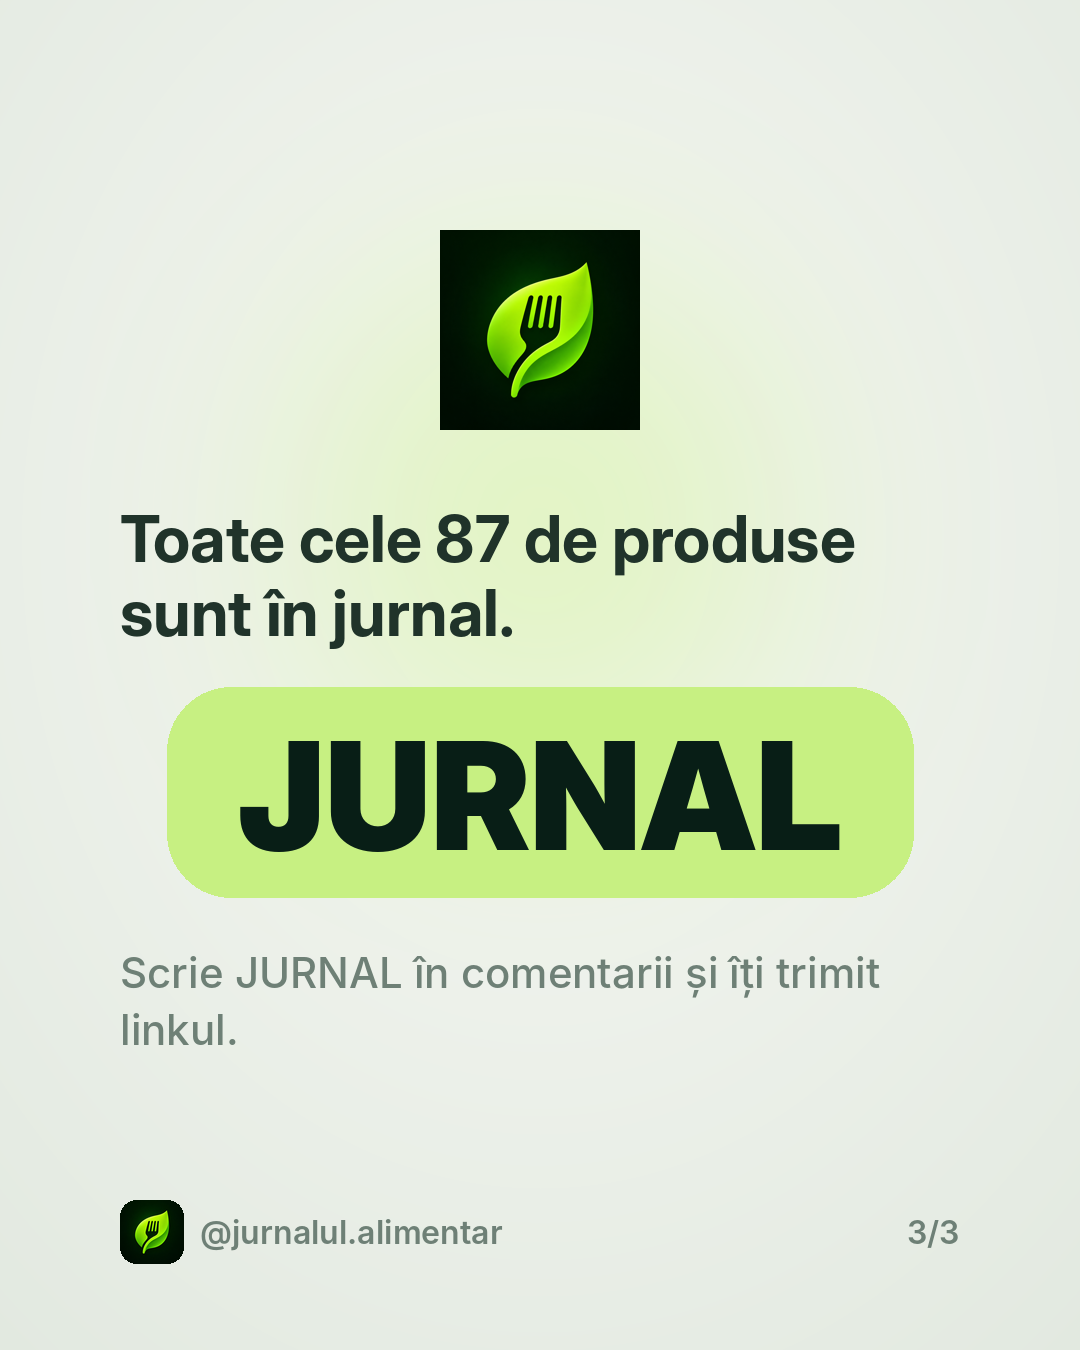 Toate cele 87 de produse
sunt în jurnal.
JURNAL
Scrie JURNAL în comentarii și îți trimit
linkul.
@jurnalul.alimentar
3/3